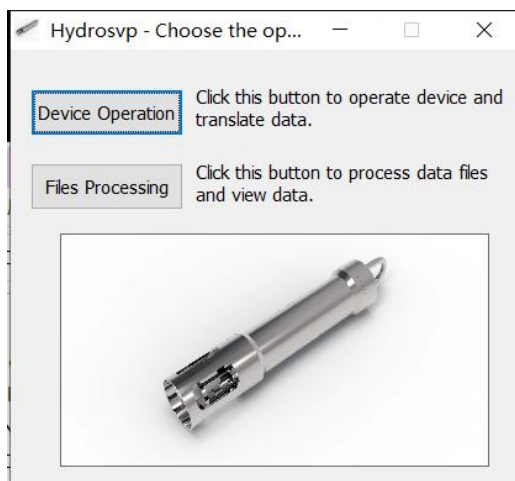 Hydrosvp - Choose the op...
Device Operation
Click this button to operate device and
translate data.
Files Processing
Click this button to process data files
and view data.